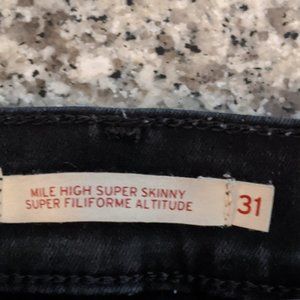 MILE HIGH SUPER SKINNY
SUPER FILIFORME ALTITUDE
31